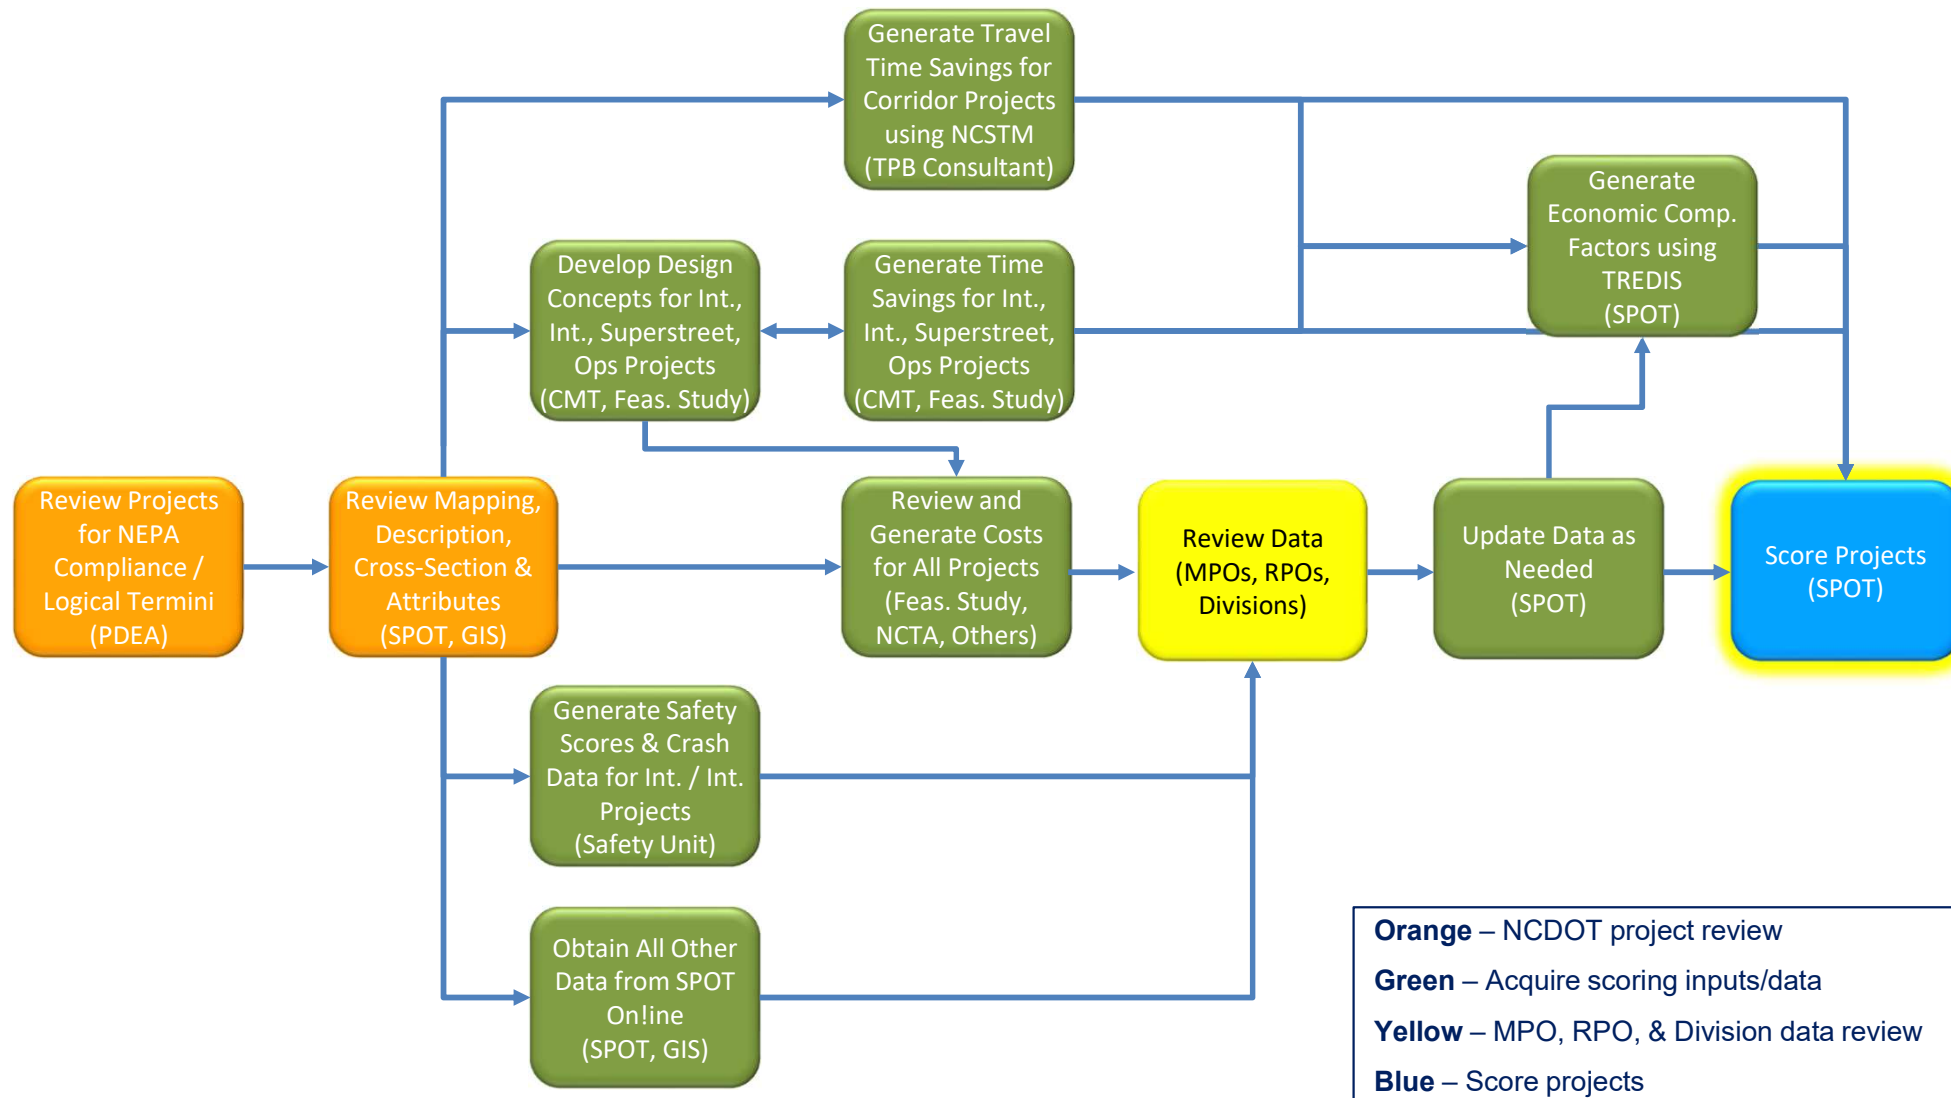 Generate Travel
Time Savings for
Corridor Projects
using NCSTM
(TPB Consultant)
Generate
Economic Comp.
Factors using
TREDIS
(SPOT)
Develop Design
Concepts for Int.,
Int., Superstreet,
Ops Projects
(CMT, Feas. Study)
Generate Time
Savings for Int.,
Int., Superstreet,
Ops Projects
(CMT, Feas. Study)
Review Projects
for NEPA
Compliance /
Logical Termini
(PDEA)
Review Mapping,
Description,
Cross-Section &
Attributes
(SPOT, GIS)
Review and
Generate Costs
for All Projects
(Feas. Study,
NCTA, Others)
Review Data
(MPOs, RPOs,
Divisions)
Update Data as
Needed
(SPOT)
Score Projects
(SPOT)
Generate Safety
Scores & Crash
Data for Int. / Int.
Projects
(Safety Unit)
Obtain All Other
Data from SPOT
On!ine
(SPOT, GIS)
Orange – NCDOT project review
Green – Acquire scoring inputs/data
Yellow – MPO, RPO, & Division data review
Blue – Score projects